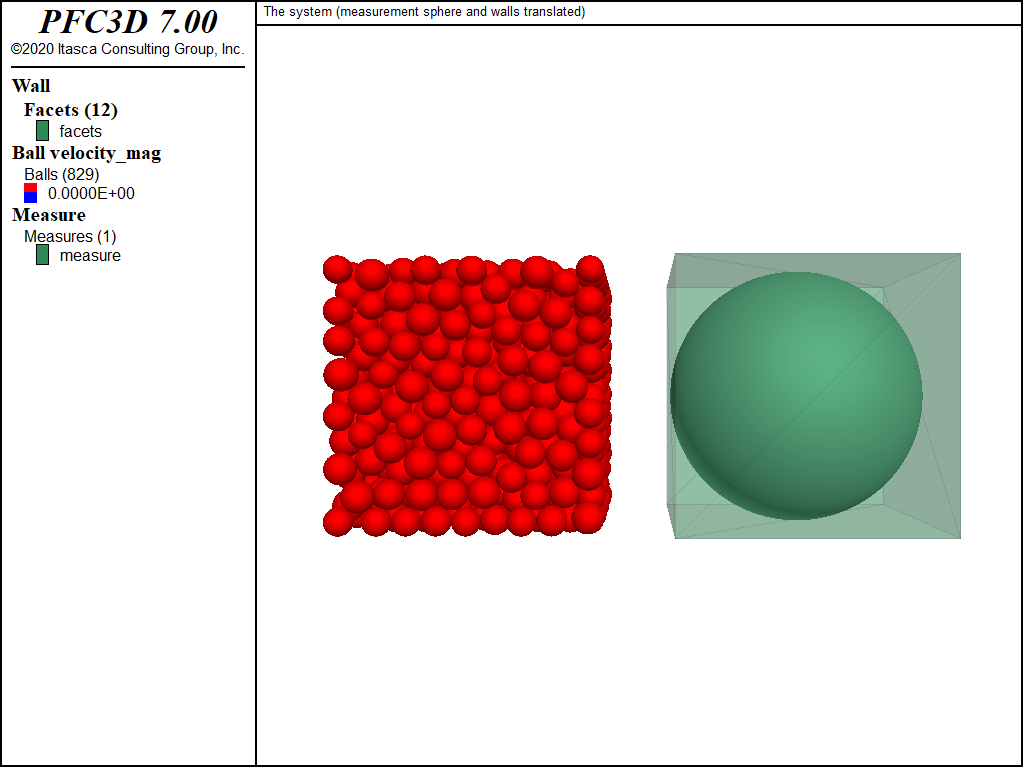 PFC3D 7.00
©2020 Itasca Consulting Group, Inc.
Wall
Facets (12)
facets
Ball velocity_mag
Balls (829)
0.0000E+00
Measure
Measures (1)
measure
The system (measurement sphere and walls translated)